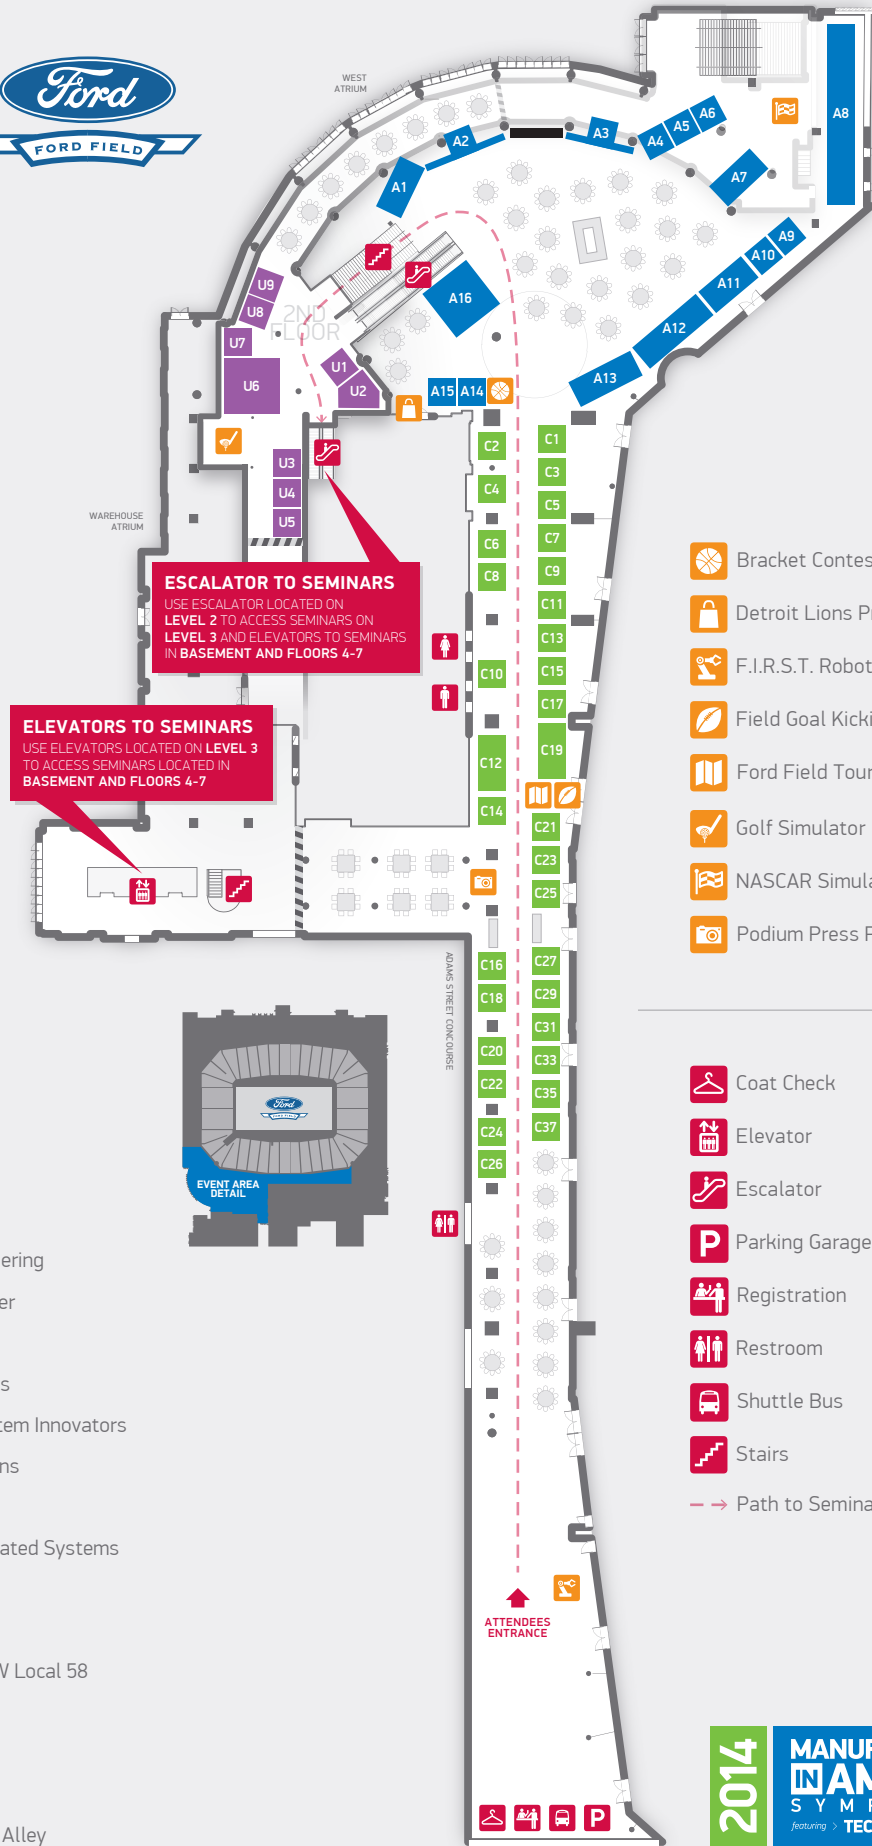 Ford
FORD FIELD
WEST
ATRIUM
A1
A2
A3
A4
A5
A6
A7
A8
A9
A10
A11
A12
A13
A14
A15
A16
2ND
FLOOR
U9
U8
U7
U6
U1
U2
U3
U4
U5
WAREHOUSE
ATRIUM
ESCALATOR TO SEMINARS
USE ESCALATOR LOCATED ON
LEVEL 2 TO ACCESS SEMINARS ON
LEVEL 3 AND ELEVATORS TO SEMINARS
IN BASEMENT AND FLOORS 4-7
ELEVATORS TO SEMINARS
USE ELEVATORS LOCATED ON LEVEL 3
TO ACCESS SEMINARS LOCATED IN
BASEMENT AND FLOORS 4-7
C1
C2
C3
C4
C5
C6
C7
C8
C9
C10
C11
C12
C13
C14
C15
C17
C19
C21
C23
C25
C16
C18
C20
C22
C24
C26
C27
C29
C31
C33
C35
C37
ADAMS STREET CONCOURSE
Ford
FORD FIELD
EVENT AREA
DETAIL
Bracket Contes
Detroit Lions Pr
F.I.R.S.T. Robot
Field Goal Kicki
Ford Field Tour
Golf Simulator
NASCAR Simula
Podium Press P
Coat Check
Elevator
Escalator
P
Parking Garage
Registration
Restroom
Shuttle Bus
Stairs
Path to Semina
ering
er
s
tem Innovators
ns
ated Systems
W Local 58
Alley
ATTENDEES
ENTRANCE
P
2014
MANUF
IN AM
SYMP
featuring > TEC